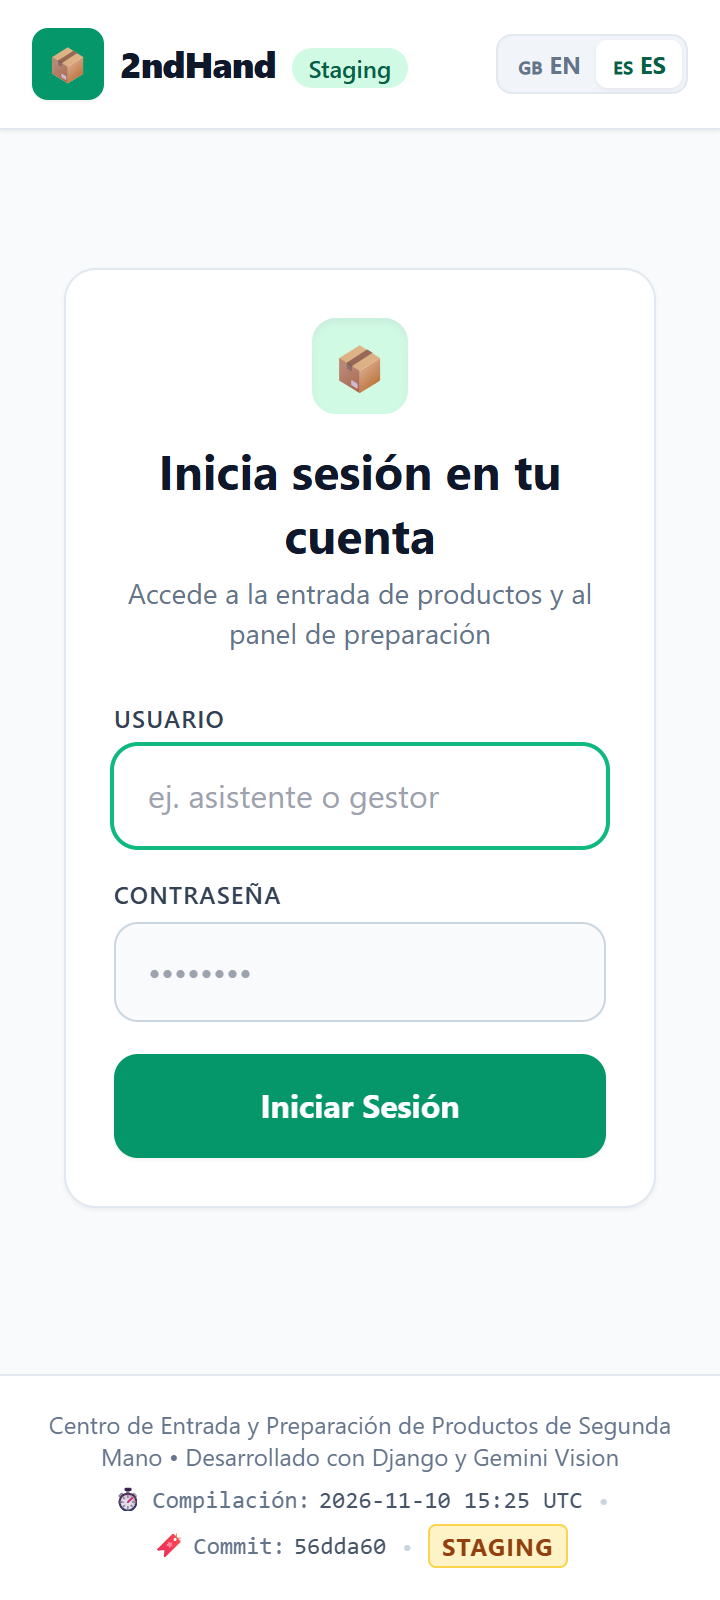 2ndHand Staging GB EN ES ES
Inicia sesión en tu
cuenta
Accede a la entrada de productos y al
panel de preparación
USUARIO
ej. asistente o gestor
CONTRASEÑA
••••••••
Iniciar Sesión
Centro de Entrada y Preparación de Productos de Segunda
Mano • Desarrollado con Django y Gemini Vision
⏱ Compilación: 2026-11-10 15:25 UTC •
🔖 Commit: 56dda60 • STAGING